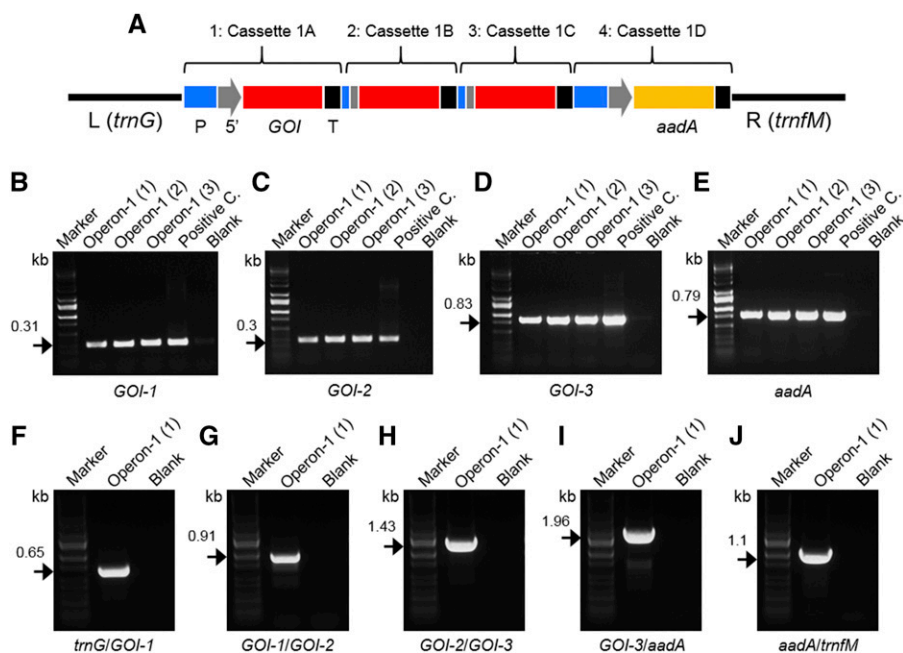 A
1: Cassette 1A 2: Cassette 1B 3: Cassette 1C 4: Cassette 1D
L (trnG) P 5' GOI T aadA R (trnfM)
B
Marker Operon-1 (1) Operon-1 (2) Operon-1 (3) Positive C. Blank
kb
0.31
GOI-1
C
Marker Operon-1 (1) Operon-1 (2) Operon-1 (3) Positive C. Blank
kb
0.3
GOI-2
D
Marker Operon-1 (1) Operon-1 (2) Operon-1 (3) Positive C. Blank
kb
0.83
GOI-3
E
Marker Operon-1 (1) Operon-1 (2) Operon-1 (3) Positive C. Blank
kb
0.79
aadA
F
Marker Operon-1 (1) Blank
kb
0.65
trnG/GOI-1
G
Marker Operon-1 (1) Blank
kb
0.91
GOI-1/GOI-2
H
Marker Operon-1 (1) Blank
kb
1.43
GOI-2/GOI-3
I
Marker Operon-1 (1) Blank
kb
1.96
GOI-3/aadA
J
Marker Operon-1 (1) Blank
kb
1.1
aadA/trnfM